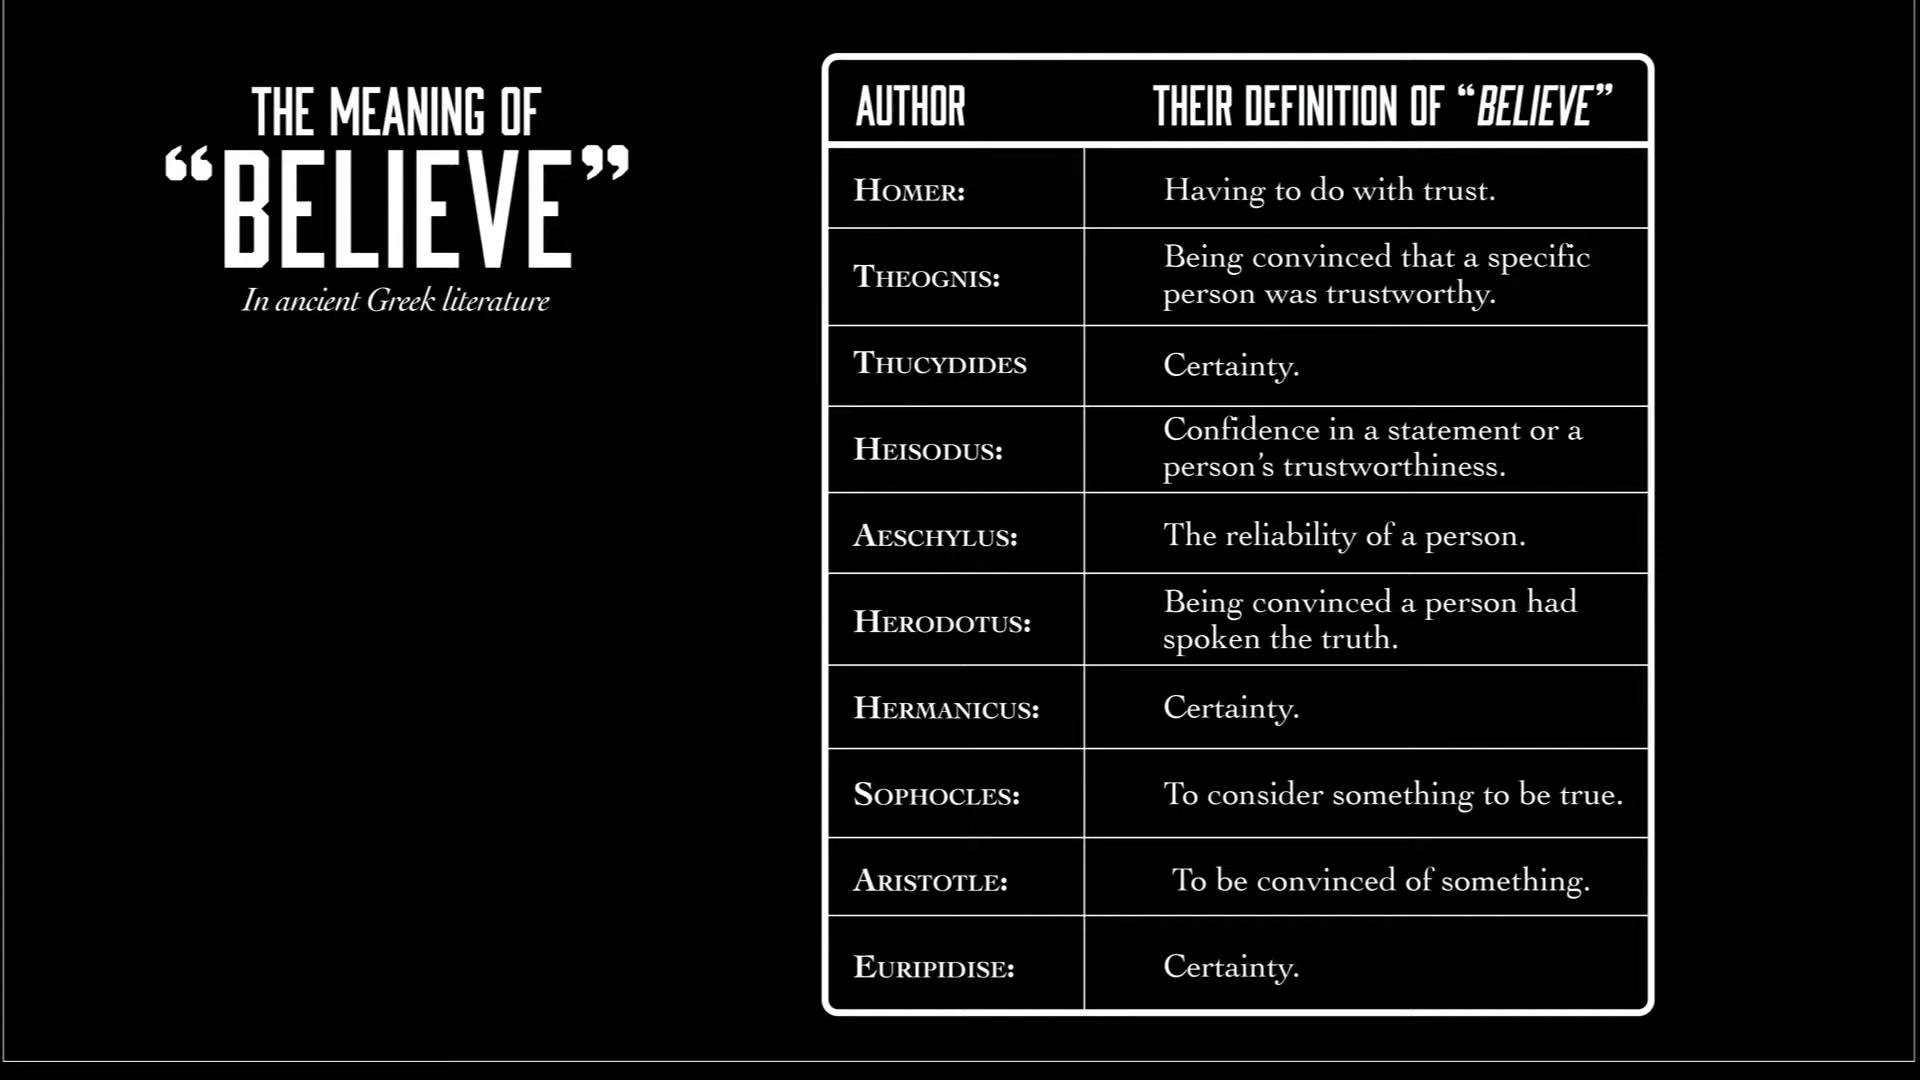 THE MEANING OF
“BELIEVE”
In ancient Greek literature
AUTHOR THEIR DEFINITION OF “BELIEVE”
HOMER: Having to do with trust.
THEOGNIS: Being convinced that a specific
person was trustworthy.
THUCYDIDES Certainty.
HEISODUS: Confidence in a statement or a
person’s trustworthiness.
AESCHYLUS: The reliability of a person.
HERODOTUS: Being convinced a person had
spoken the truth.
HERMANICUS: Certainty.
SOPHOCLES: To consider something to be true.
ARISTOTLE: To be convinced of something.
EURIPIDISE: Certainty.